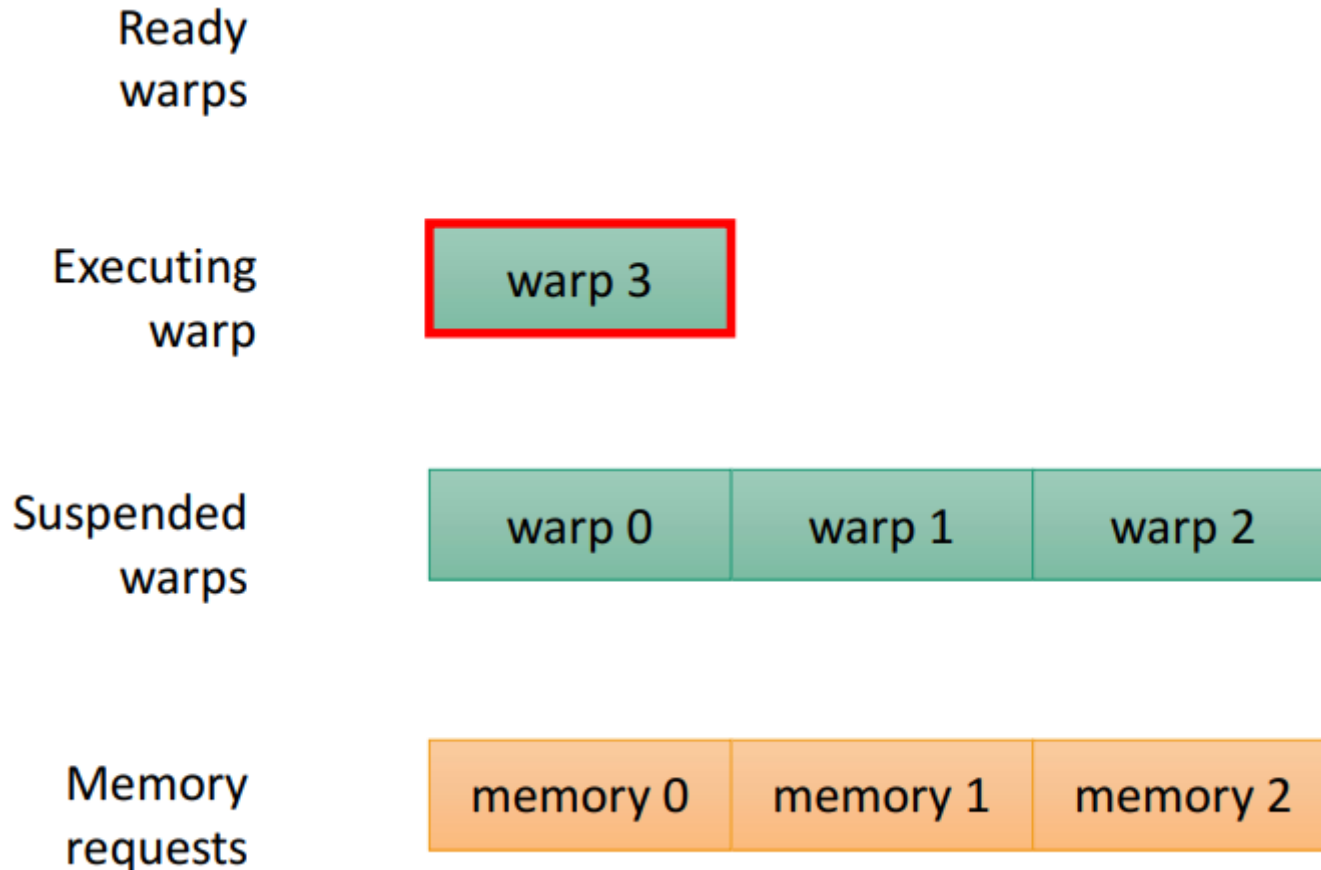 Ready
warps
Executing
warp
warp 3
Suspended
warps
warp 0 warp 1 warp 2
Memory
requests
memory 0 memory 1 memory 2